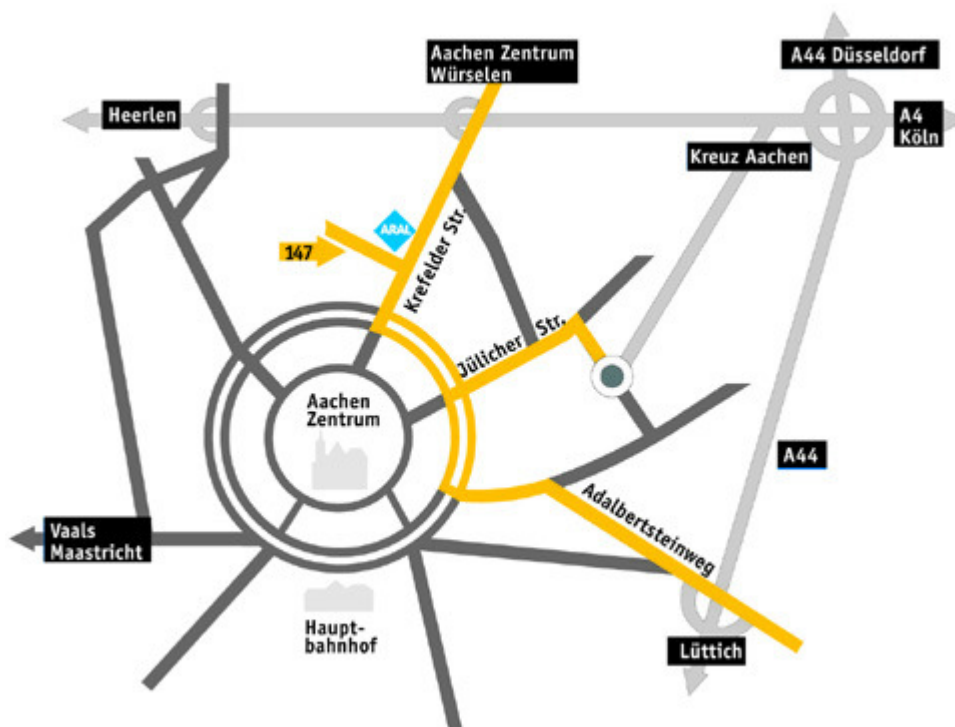 Aachen Zentrum
Würselen
A44 Düsseldorf
Heerlen
A4
Köln
Kreuz Aachen
ARAL
147
Krefelder Str.
Jülicher Str.
Aachen
Zentrum
A44
Adalbertsteinweg
Vaals
Maastricht
Haupt-
bahnhof
Lüttich